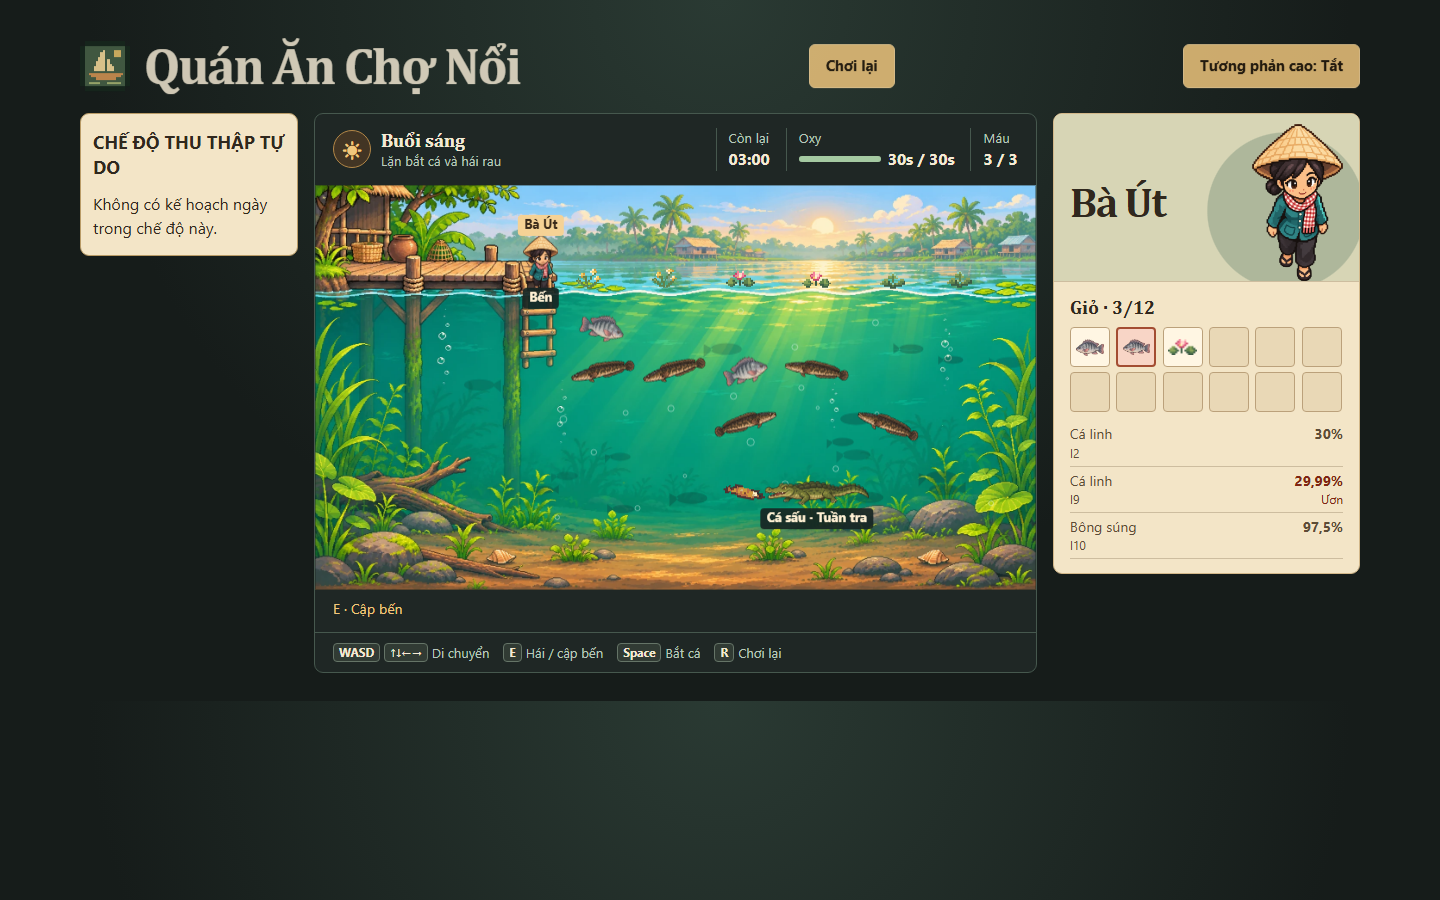 Quán Ăn Chợ Nổi
Chơi lại
Tương phản cao: Tắt
CHẾ ĐỘ THU THẬP TỰ
DO
Không có kế hoạch ngày
trong chế độ này.
Buổi sáng
Lặn bắt cá và hái rau
Còn lại
03:00
Oxy
30s / 30s
Máu
3 / 3
Bà Út
Bến
Cá sấu · Tuần tra
E · Cập bến
WASD ↑↓←→ Di chuyển E Hái / cập bến Space Bắt cá R Chơi lại
Bà Út
Giỏ · 3/12
Cá linh 30%
I2
Cá linh 29,99%
I9 Ươn
Bông súng 97,5%
I10